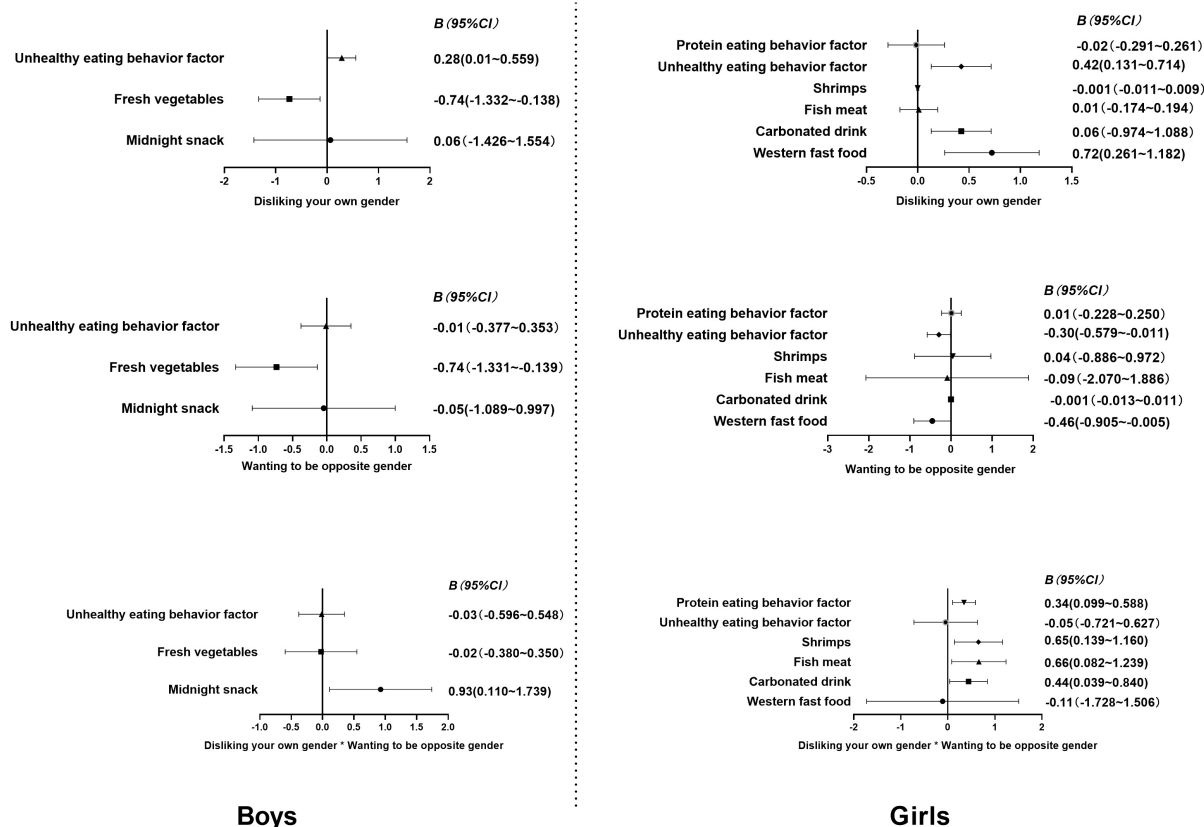 B(95%CI)
Unhealthy eating behavior factor 0.28(0.01~0.559)
Fresh vegetables -0.74(-1.332~-0.138)
Midnight snack 0.06(-1.426~1.554)
-2 -1 0 1 2
Disliking your own gender
B(95%CI)
Unhealthy eating behavior factor -0.01(-0.377~0.353)
Fresh vegetables -0.74(-1.331~-0.139)
Midnight snack -0.05(-1.089~0.997)
-1.5 -1.0 -0.5 0.0 0.5 1.0 1.5
Wanting to be opposite gender
B(95%CI)
Unhealthy eating behavior factor -0.03(-0.596~0.548)
Fresh vegetables -0.02(-0.380~0.350)
Midnight snack 0.93(0.110~1.739)
-1.0 -0.5 0.0 0.5 1.0 1.5 2.0
Disliking your own gender * Wanting to be opposite gender
Boys
B(95%CI)
Protein eating behavior factor -0.02(-0.291~0.261)
Unhealthy eating behavior factor 0.42(0.131~0.714)
Shrimps -0.001(-0.011~0.009)
Fish meat 0.01(-0.174~0.194)
Carbonated drink 0.06(-0.974~1.088)
Western fast food 0.72(0.261~1.182)
-0.5 0.0 0.5 1.0 1.5
Disliking your own gender
B(95%CI)
Protein eating behavior factor 0.01(-0.228~0.250)
Unhealthy eating behavior factor -0.30(-0.579~-0.011)
Shrimps 0.04(-0.886~0.972)
Fish meat -0.09(-2.070~1.886)
Carbonated drink -0.001(-0.013~0.011)
Western fast food -0.46(-0.905~-0.005)
-3 -2 -1 0 1 2
Wanting to be opposite gender
B(95%CI)
Protein eating behavior factor 0.34(0.099~0.588)
Unhealthy eating behavior factor -0.05(-0.721~0.627)
Shrimps 0.65(0.139~1.160)
Fish meat 0.66(0.082~1.239)
Carbonated drink 0.44(0.039~0.840)
Western fast food -0.11(-1.728~1.506)
-2 -1 0 1 2
Disliking your own gender * Wanting to be opposite gender
Girls